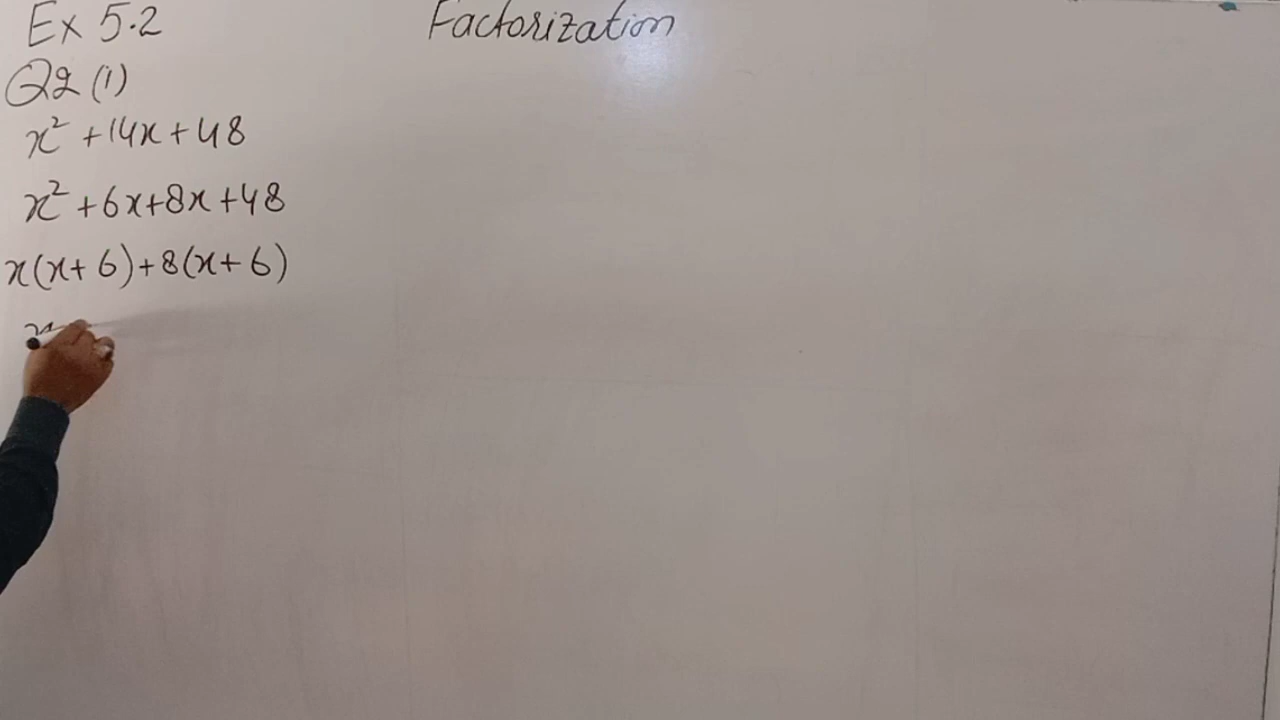 Ex 5.2
Factorization
Q2 (1)
x² + 14x + 48
x² + 6x + 8x + 48
x(x + 6) + 8(x + 6)
x